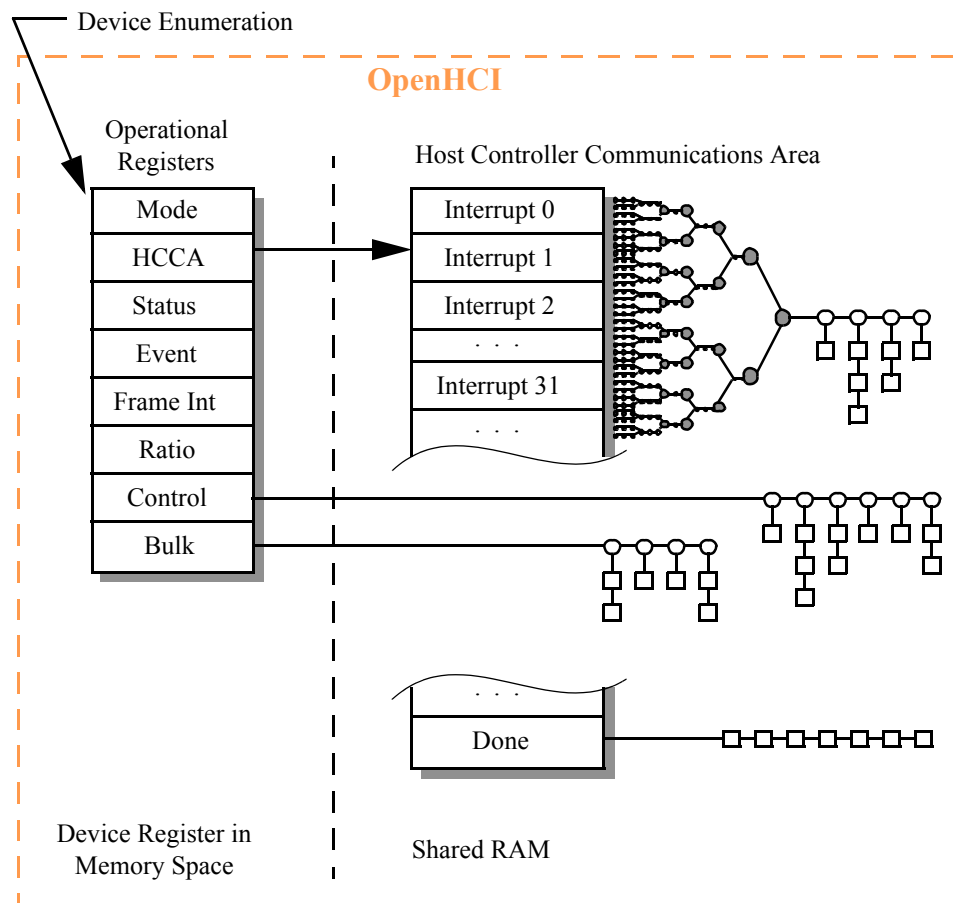 Device Enumeration
OpenHCI
Operational
Registers
Mode
HCCA
Status
Event
Frame Int
Ratio
Control
Bulk
Host Controller Communications Area
Interrupt 0
Interrupt 1
Interrupt 2
. . .
Interrupt 31
. . .
. . .
Done
Device Register in
Memory Space
Shared RAM